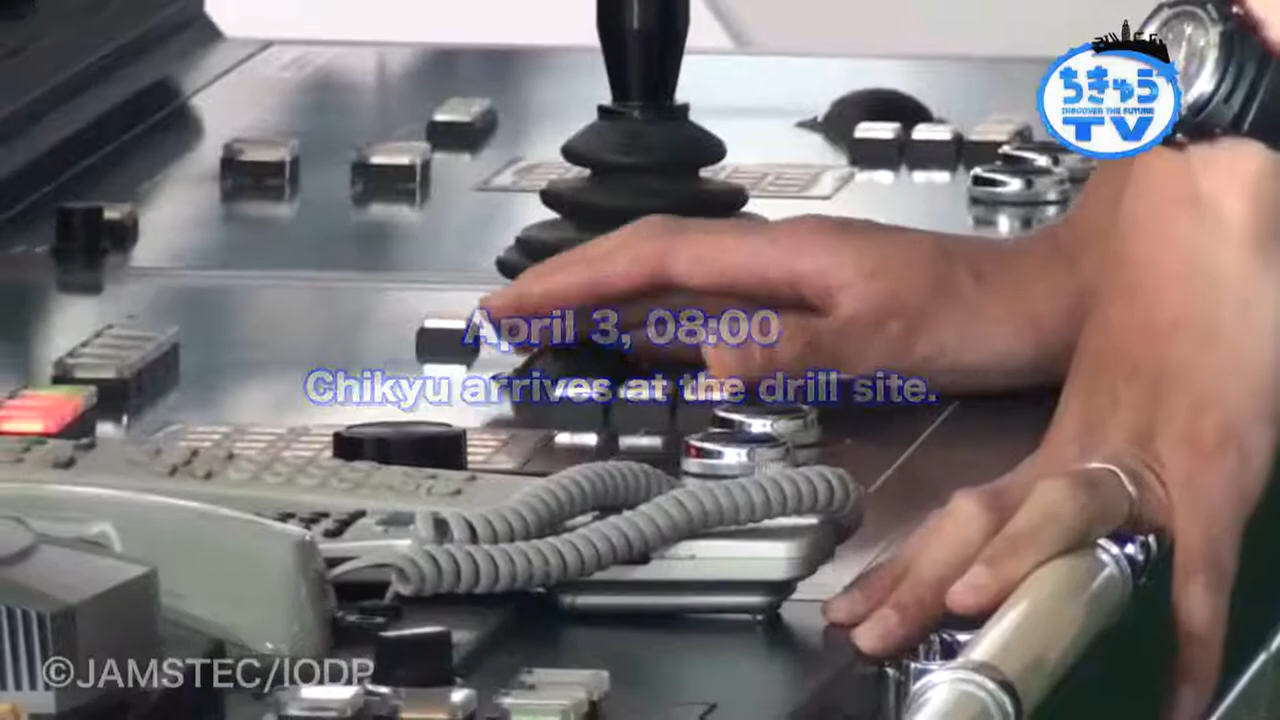 ちきゅう
DISCOVER THE FUTURE
TV
April 3, 08:00
Chikyu arrives at the drill site.
©JAMSTEC/IODP